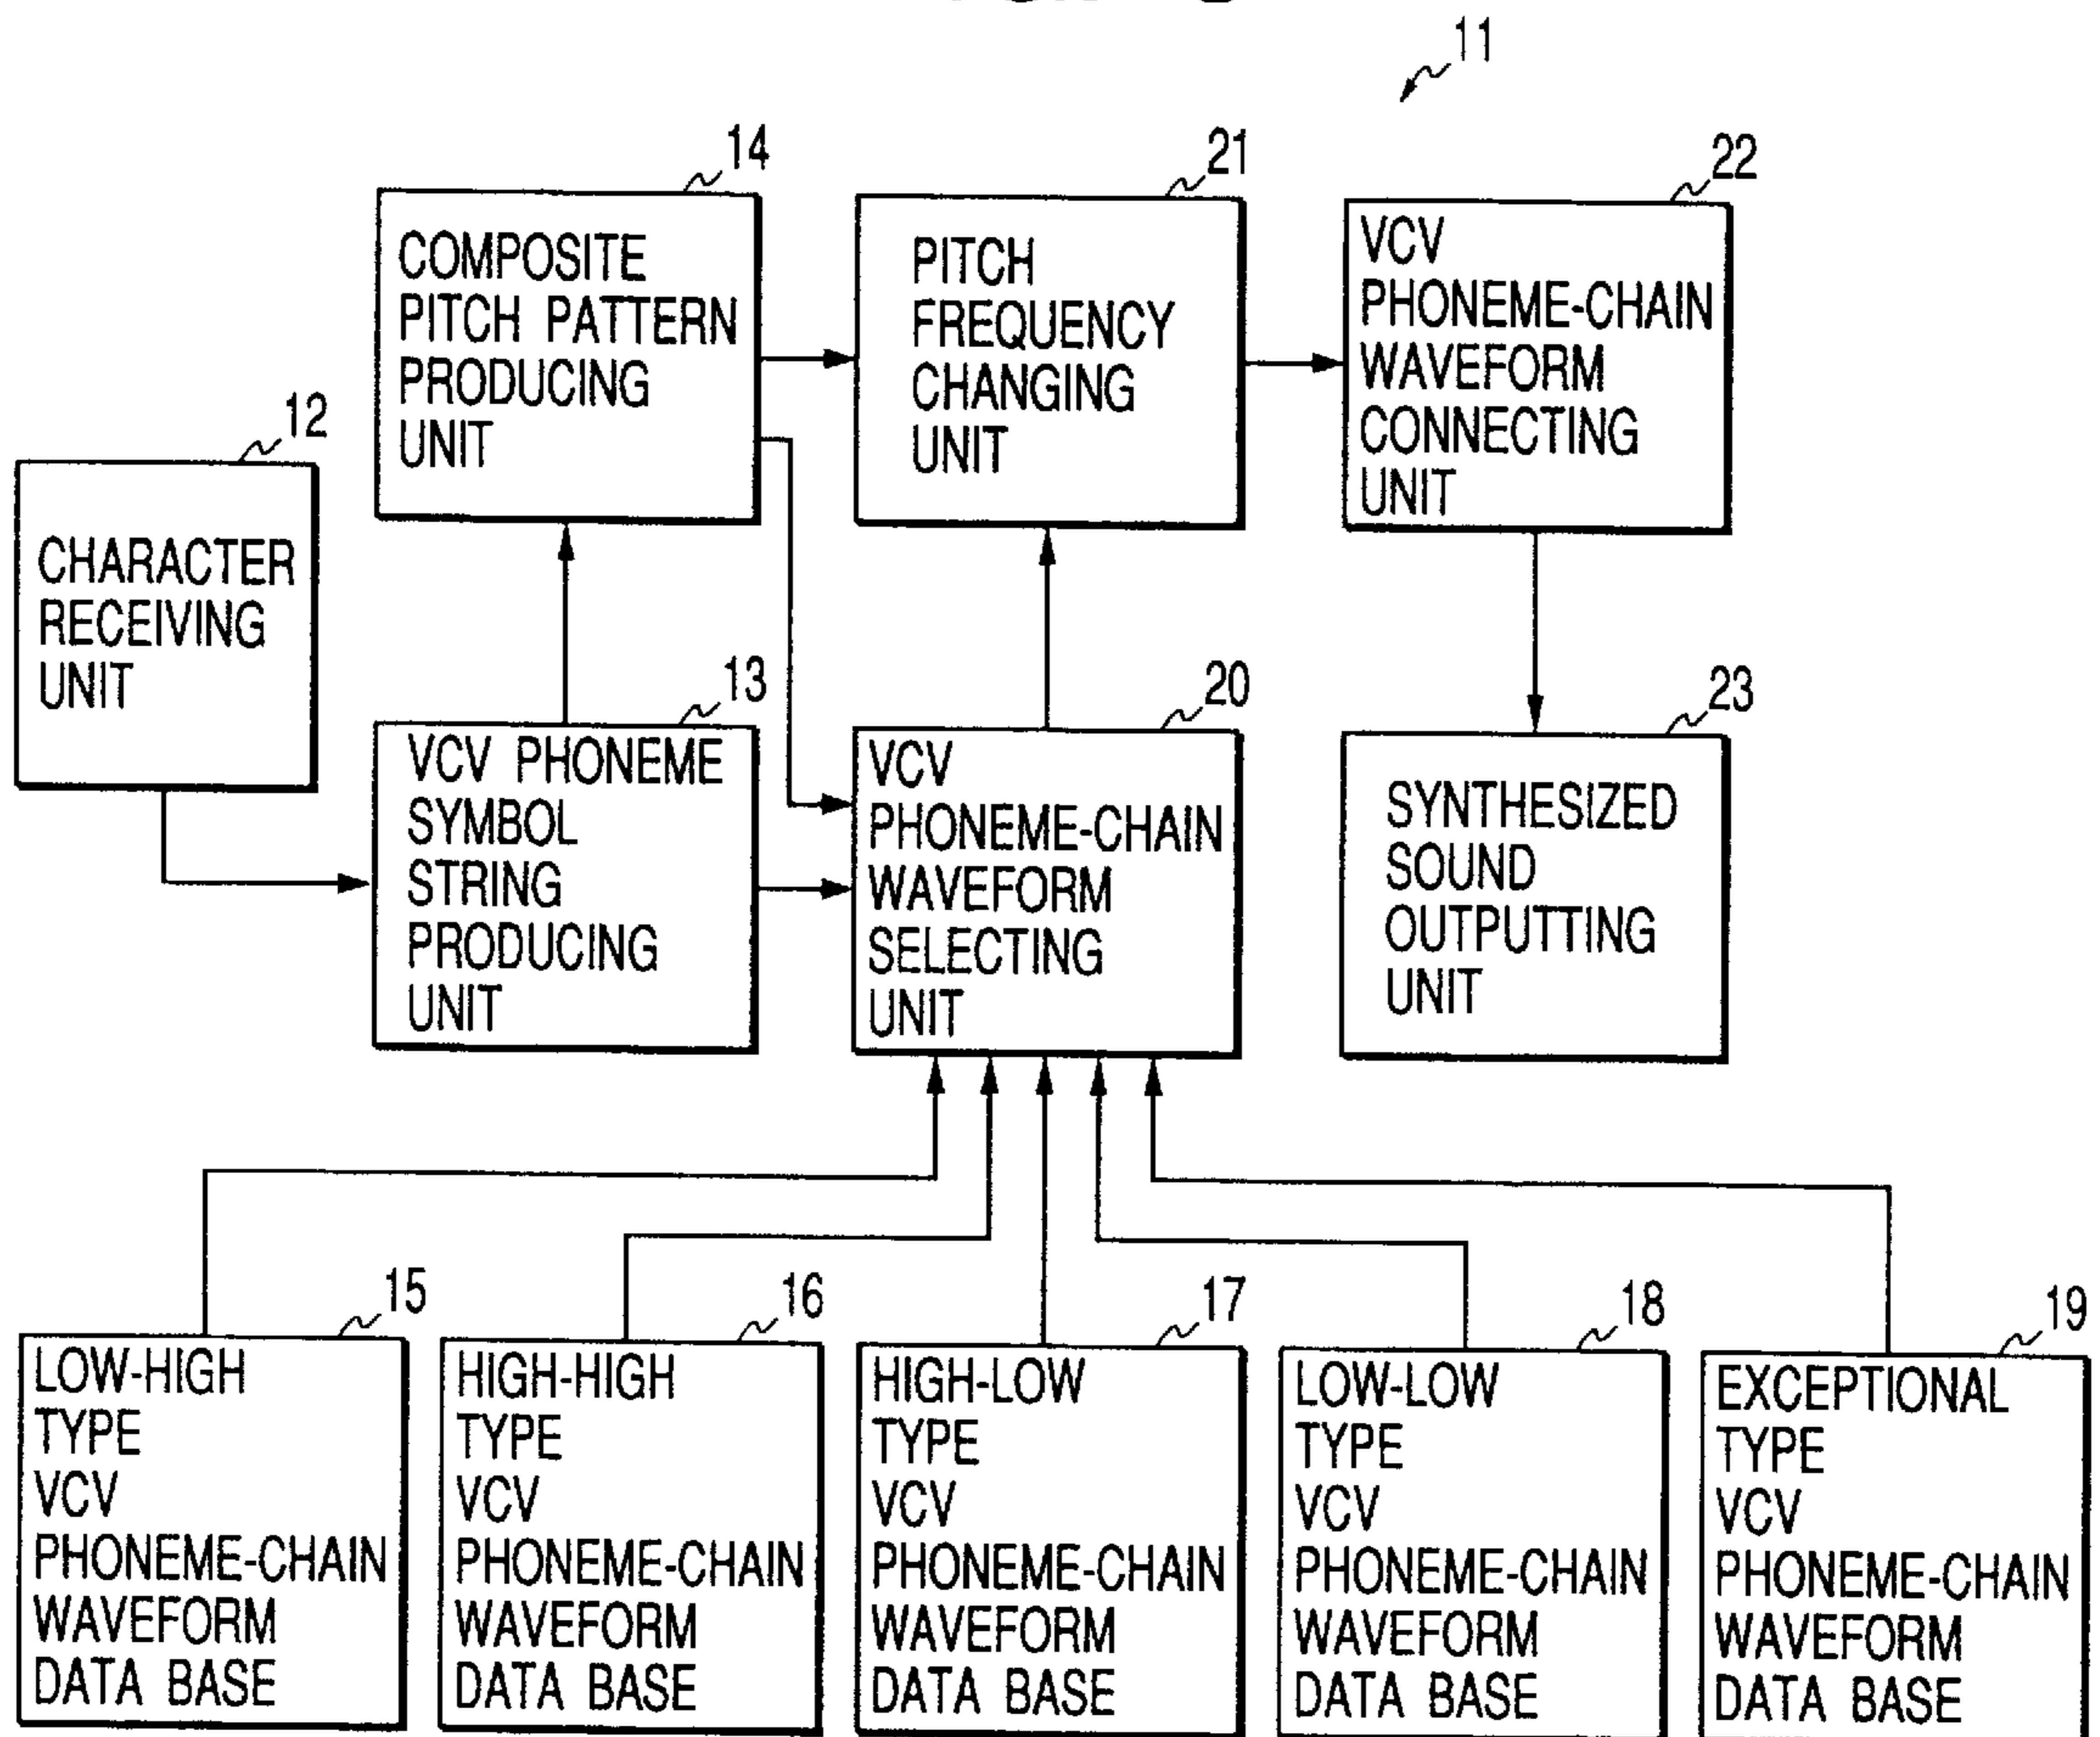 11
14
COMPOSITE
PITCH PATTERN
PRODUCING
UNIT
21
PITCH
FREQUENCY
CHANGING
UNIT
22
VCV
PHONEME-CHAIN
WAVEFORM
CONNECTING
UNIT
12
CHARACTER
RECEIVING
UNIT
13
VCV PHONEME
SYMBOL
STRING
PRODUCING
UNIT
20
VCV
PHONEME-CHAIN
WAVEFORM
SELECTING
UNIT
23
SYNTHESIZED
SOUND
OUTPUTTING
UNIT
15
LOW-HIGH
TYPE
VCV
PHONEME-CHAIN
WAVEFORM
DATA BASE
16
HIGH-HIGH
TYPE
VCV
PHONEME-CHAIN
WAVEFORM
DATA BASE
17
HIGH-LOW
TYPE
VCV
PHONEME-CHAIN
WAVEFORM
DATA BASE
18
LOW-LOW
TYPE
VCV
PHONEME-CHAIN
WAVEFORM
DATA BASE
19
EXCEPTIONAL
TYPE
VCV
PHONEME-CHAIN
WAVEFORM
DATA BASE